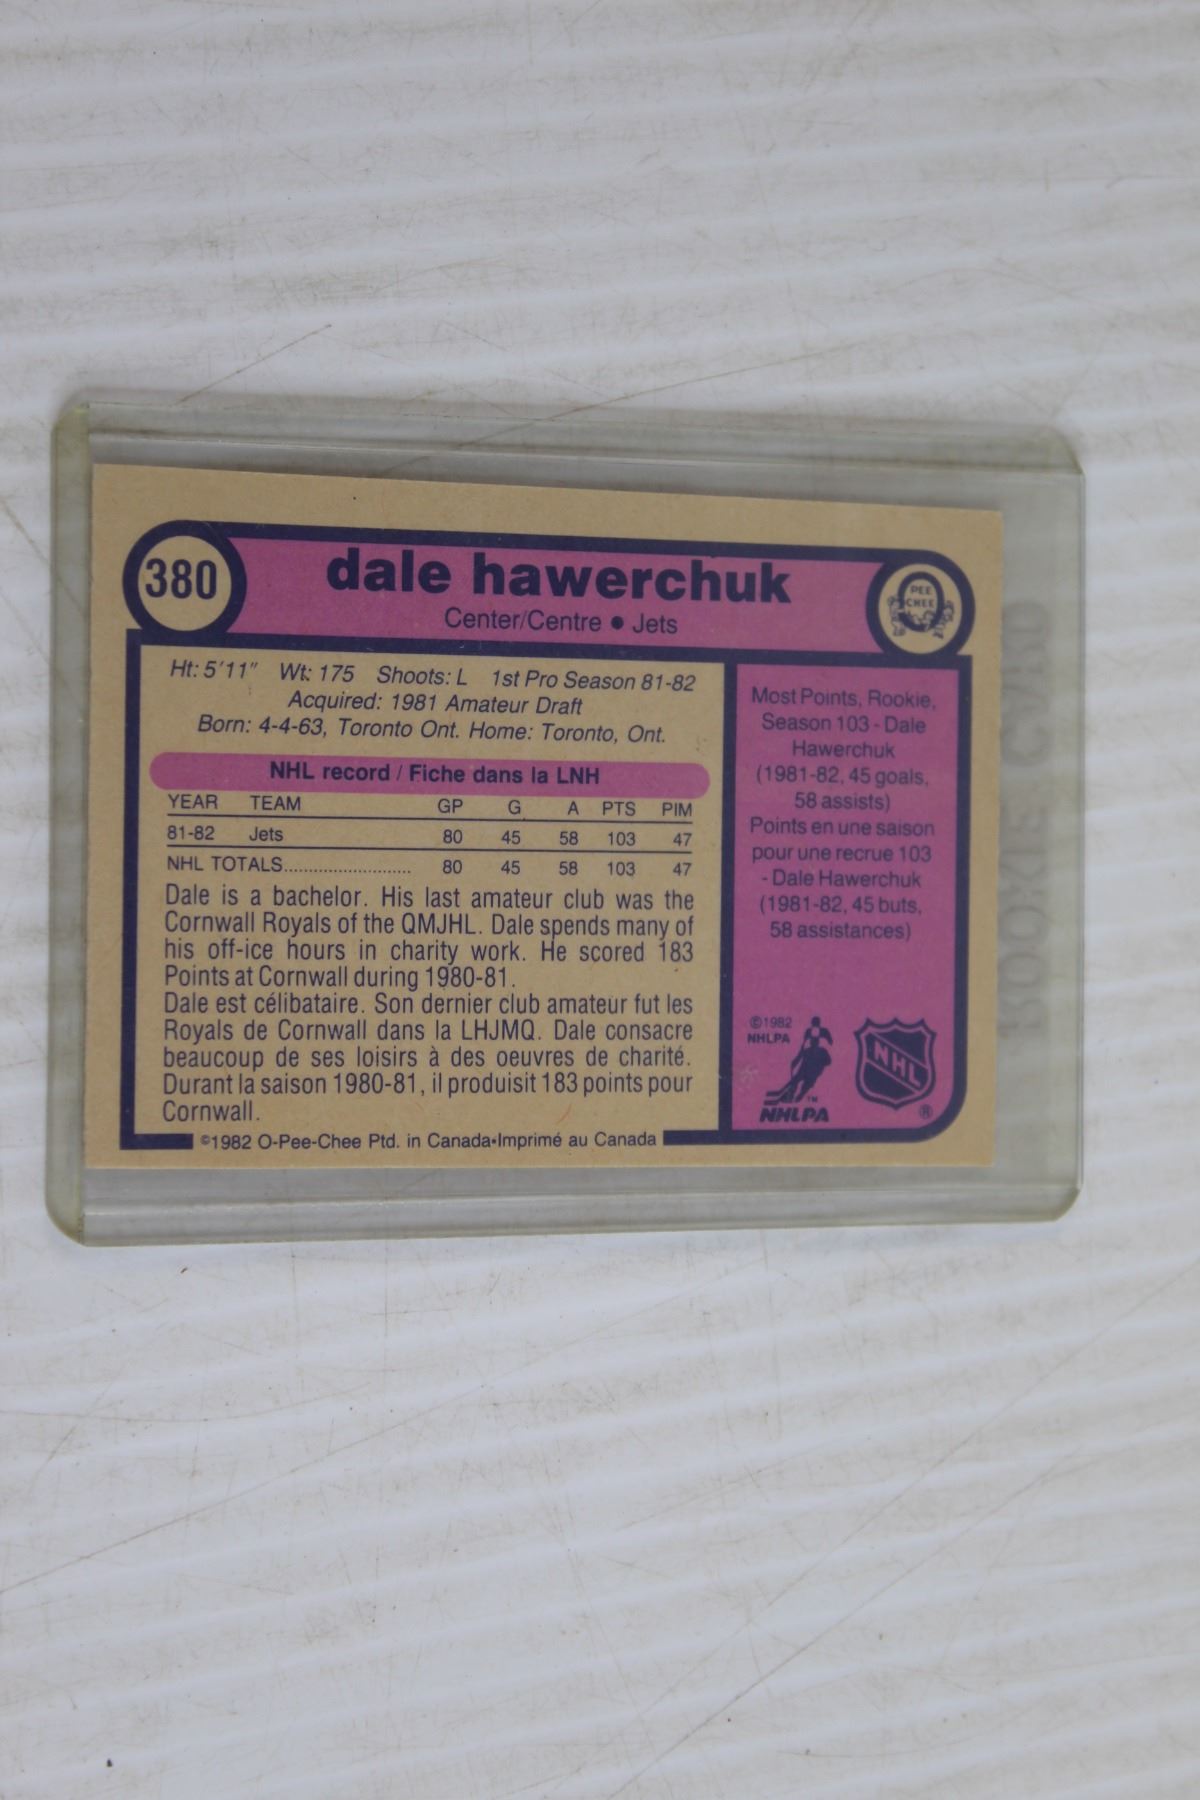 380
dale hawerchuk
Center/Centre • Jets
PEE
CHEE
Ht: 5'11" Wt: 175 Shoots: L 1st Pro Season 81-82
Acquired: 1981 Amateur Draft
Born: 4-4-63, Toronto Ont. Home: Toronto, Ont.
NHL record / Fiche dans la LNH
YEAR TEAM GP G A PTS PIM
81-82 Jets 80 45 58 103 47
NHL TOTALS............................ 80 45 58 103 47
Dale is a bachelor. His last amateur club was the
Cornwall Royals of the QMJHL. Dale spends many of
his off-ice hours in charity work. He scored 183
Points at Cornwall during 1980-81.
Dale est célibataire. Son dernier club amateur fut les
Royals de Cornwall dans la LHJMQ. Dale consacre
beaucoup de ses loisirs à des oeuvres de charité.
Durant la saison 1980-81, il produisit 183 points pour
Cornwall.
©1982 O-Pee-Chee Ptd. in Canada•Imprimé au Canada
Most Points, Rookie,
Season 103 - Dale
Hawerchuk
(1981-82, 45 goals,
58 assists)
Points en une saison
pour une recrue 103
- Dale Hawerchuk
(1981-82, 45 buts,
58 assistances)
©1982
NHLPA
TM
NHLPA
NHL
®
ROOKIE CARD